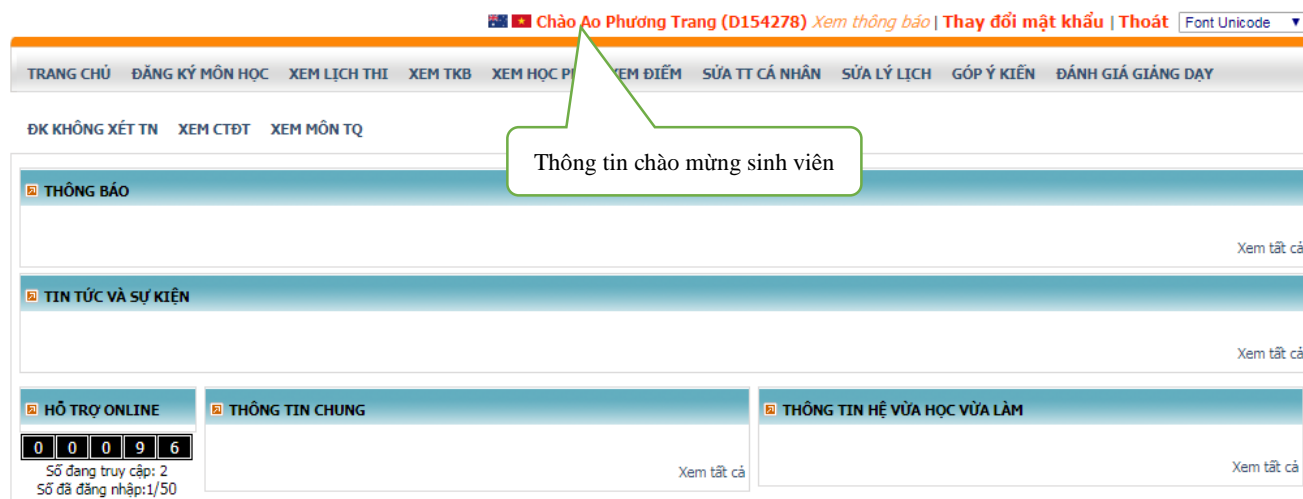 Chào Ao Phương Trang (D154278) Xem thông báo | Thay đổi mật khẩu | Thoát Font Unicode
TRANG CHỦ ĐĂNG KÝ MÔN HỌC XEM LỊCH THI XEM TKB XEM HỌC P XEM ĐIỂM SỬA TT CÁ NHÂN SỬA LÝ LỊCH GÓP Ý KIẾN ĐÁNH GIÁ GIẢNG DẠY
ĐK KHÔNG XÉT TN XEM CTĐT XEM MÔN TQ
Thông tin chào mừng sinh viên
THÔNG BÁO
Xem tất cả
TIN TỨC VÀ SỰ KIỆN
Xem tất cả
HỖ TRỢ ONLINE THÔNG TIN CHUNG THÔNG TIN HỆ VỪA HỌC VỪA LÀM
0 0 0 9 6
Số đang truy cập: 2 Xem tất cả Xem tất cả
Số đã đăng nhập:1/50